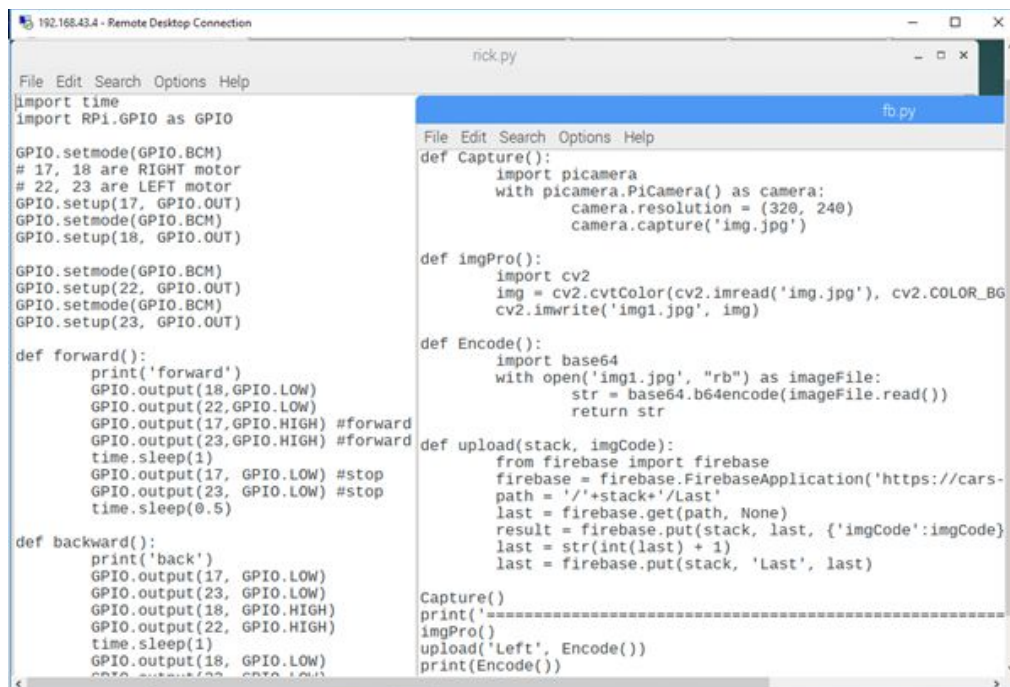 192.168.43.4 - Remote Desktop Connection
rick.py
File Edit Search Options Help
import time
import RPi.GPIO as GPIO

GPIO.setmode(GPIO.BCM)
# 17, 18 are RIGHT motor
# 22, 23 are LEFT motor
GPIO.setup(17, GPIO.OUT)
GPIO.setmode(GPIO.BCM)
GPIO.setup(18, GPIO.OUT)

GPIO.setmode(GPIO.BCM)
GPIO.setup(22, GPIO.OUT)
GPIO.setmode(GPIO.BCM)
GPIO.setup(23, GPIO.OUT)

def forward():
        print('forward')
        GPIO.output(18,GPIO.LOW)
        GPIO.output(22,GPIO.LOW)
        GPIO.output(17,GPIO.HIGH) #forward
        GPIO.output(23,GPIO.HIGH) #forward
        time.sleep(1)
        GPIO.output(17, GPIO.LOW) #stop
        GPIO.output(23, GPIO.LOW) #stop
        time.sleep(0.5)

def backward():
        print('back')
        GPIO.output(17, GPIO.LOW)
        GPIO.output(23, GPIO.LOW)
        GPIO.output(18, GPIO.HIGH)
        GPIO.output(22, GPIO.HIGH)
        time.sleep(1)
        GPIO.output(18, GPIO.LOW)
fb.py
File Edit Search Options Help
def Capture():
        import picamera
        with picamera.PiCamera() as camera:
                camera.resolution = (320, 240)
                camera.capture('img.jpg')

def imgPro():
        import cv2
        img = cv2.cvtColor(cv2.imread('img.jpg'), cv2.COLOR_BG
        cv2.imwrite('img1.jpg', img)

def Encode():
        import base64
        with open('img1.jpg', "rb") as imageFile:
                str = base64.b64encode(imageFile.read())
                return str

def upload(stack, imgCode):
        from firebase import firebase
        firebase = firebase.FirebaseApplication('https://cars-
        path = '/'+stack+'/Last'
        last = firebase.get(path, None)
        result = firebase.put(stack, last, {'imgCode':imgCode}
        last = str(int(last) + 1)
        last = firebase.put(stack, 'Last', last)

Capture()
print('====================================================
imgPro()
upload('Left', Encode())
print(Encode())